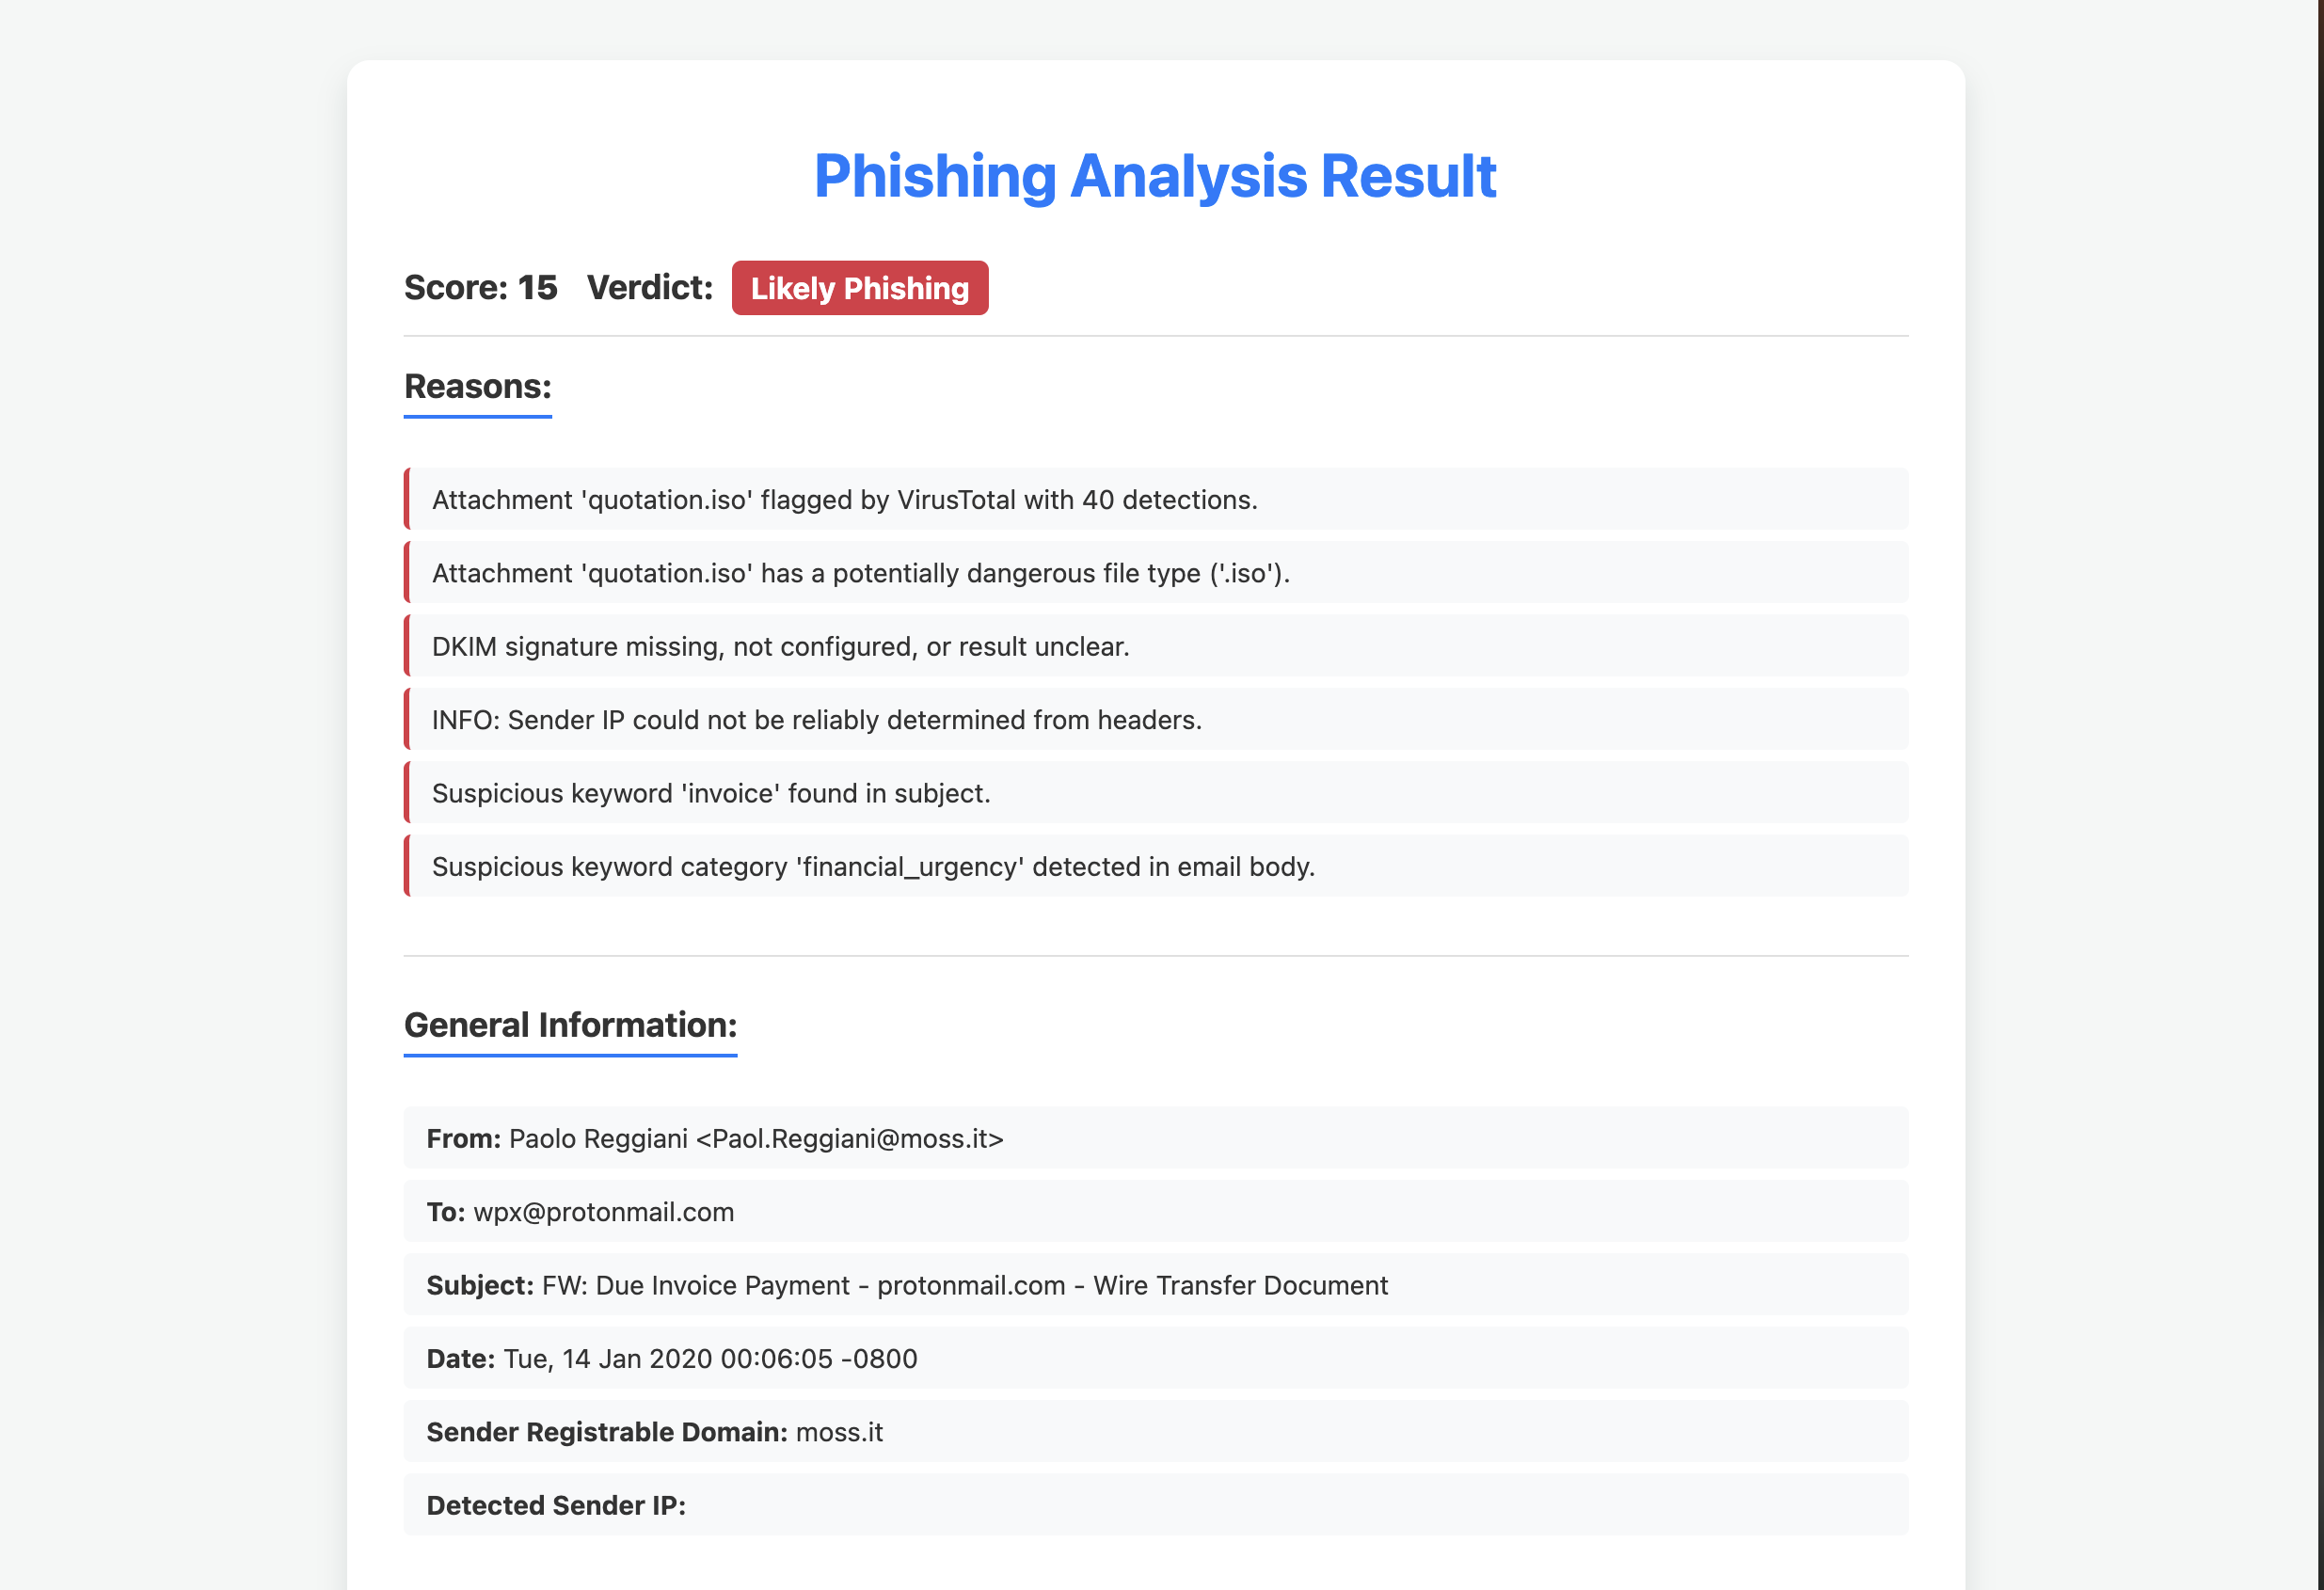 Phishing Analysis Result
Score: 15 Verdict: Likely Phishing
Reasons:
Attachment 'quotation.iso' flagged by VirusTotal with 40 detections.
Attachment 'quotation.iso' has a potentially dangerous file type ('.iso').
DKIM signature missing, not configured, or result unclear.
INFO: Sender IP could not be reliably determined from headers.
Suspicious keyword 'invoice' found in subject.
Suspicious keyword category 'financial_urgency' detected in email body.
General Information:
From: Paolo Reggiani <Paol.Reggiani@moss.it>
To: wpx@protonmail.com
Subject: FW: Due Invoice Payment - protonmail.com - Wire Transfer Document
Date: Tue, 14 Jan 2020 00:06:05 -0800
Sender Registrable Domain: moss.it
Detected Sender IP: